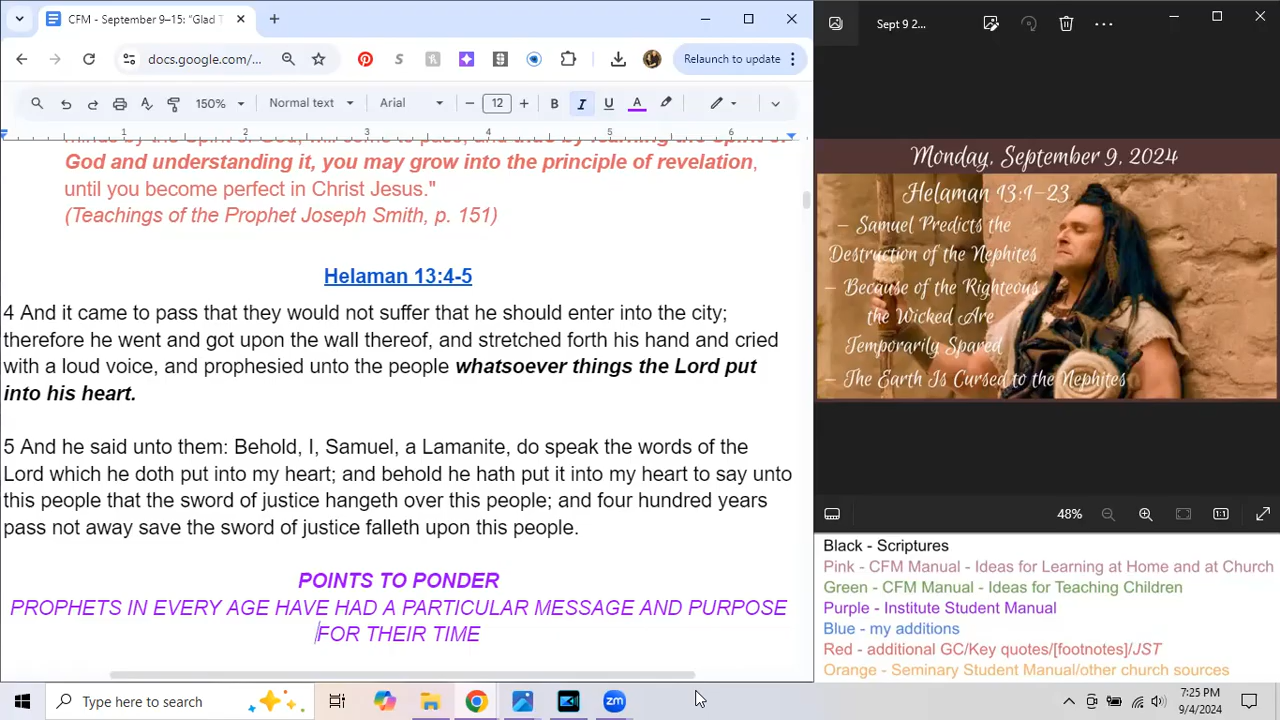 CFM - September 9–15: "Glad T
docs.google.com/...
Relaunch to update
150%
Normal text
Arial
12
B
I
U
A
1
2
3
4
5
6
God and understanding it, you may grow into the principle of revelation,
until you become perfect in Christ Jesus."
(Teachings of the Prophet Joseph Smith, p. 151)
Helaman 13:4-5
4 And it came to pass that they would not suffer that he should enter into the city;
therefore he went and got upon the wall thereof, and stretched forth his hand and cried
with a loud voice, and prophesied unto the people whatsoever things the Lord put
into his heart.
5 And he said unto them: Behold, I, Samuel, a Lamanite, do speak the words of the
Lord which he doth put into my heart; and behold he hath put it into my heart to say unto
this people that the sword of justice hangeth over this people; and four hundred years
pass not away save the sword of justice falleth upon this people.
POINTS TO PONDER
PROPHETS IN EVERY AGE HAVE HAD A PARTICULAR MESSAGE AND PURPOSE
FOR THEIR TIME
Sept 9 2...
Monday, September 9, 2024
Helaman 13:1-23
- Samuel Predicts the
Destruction of the Nephites
- Because of the Righteous
the Wicked Are
Temporarily Spared
- The Earth Is Cursed to the Nephites
48%
1:1
Black - Scriptures
Pink - CFM Manual - Ideas for Learning at Home and at Church
Green - CFM Manual - Ideas for Teaching Children
Purple - Institute Student Manual
Blue - my additions
Red - additional GC/Key quotes/[footnotes]/JST
Orange - Seminary Student Manual/other church sources
Type here to search
zm
7:25 PM
9/4/2024